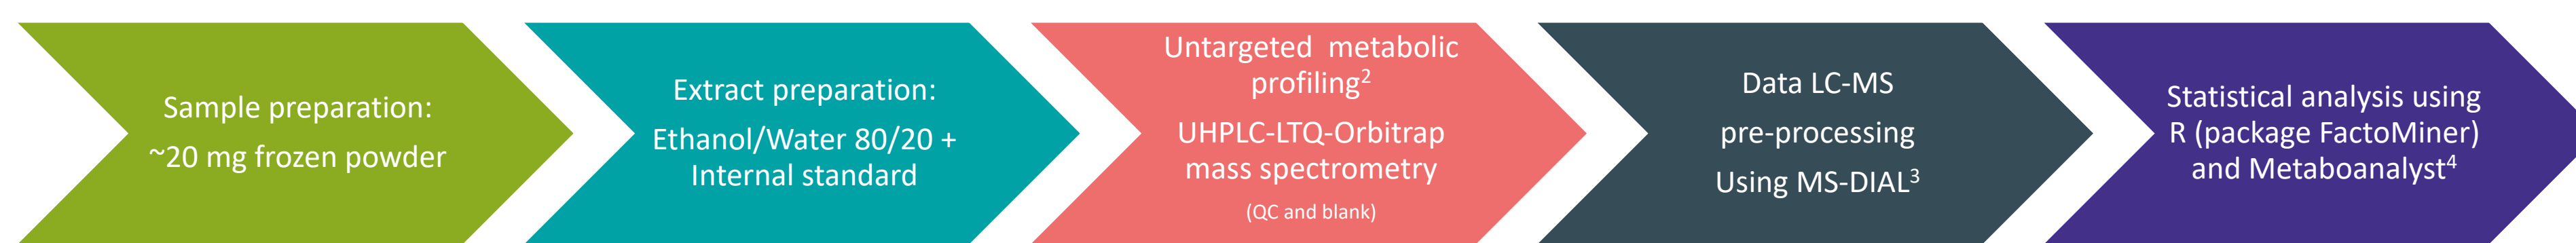 Sample preparation:
~20 mg frozen powder
Extract preparation:
Ethanol/Water 80/20 +
Internal standard
Untargeted  metabolic
profiling²
UHPLC-LTQ-Orbitrap
mass spectrometry
(QC and blank)
Data LC-MS
pre-processing
Using MS-DIAL³
Statistical analysis using
R (package FactoMiner)
and Metaboanalyst⁴